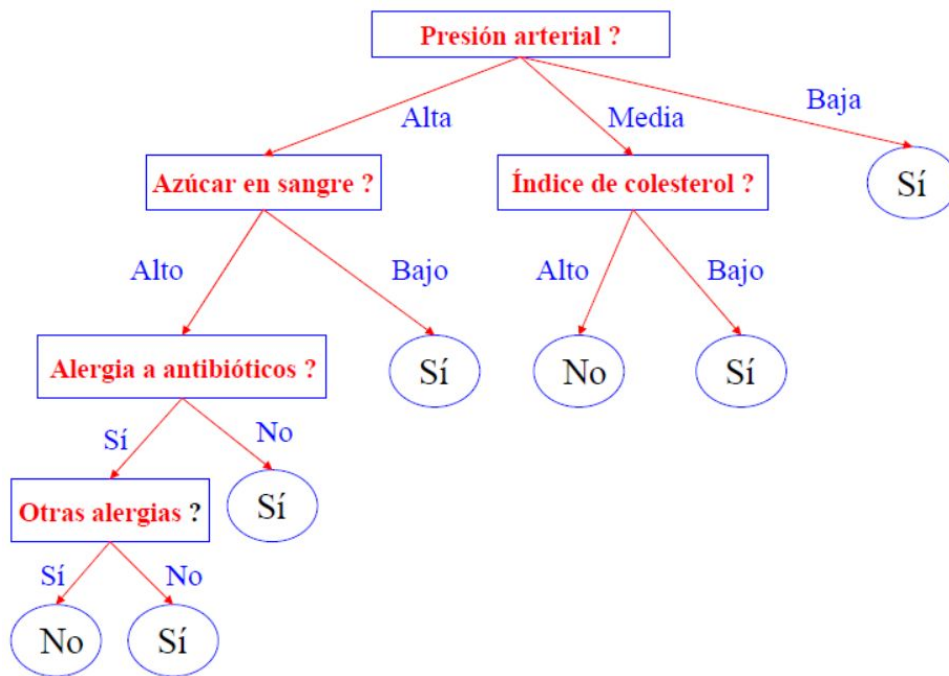 Presión arterial ?
Alta
Media
Baja
Azúcar en sangre ?
Índice de colesterol ?
Sí
Alto
Bajo
Alto
Bajo
Alergia a antibióticos ?
Sí
No
Sí
Sí
No
Otras alergias ?
Sí
Sí
No
No
Sí